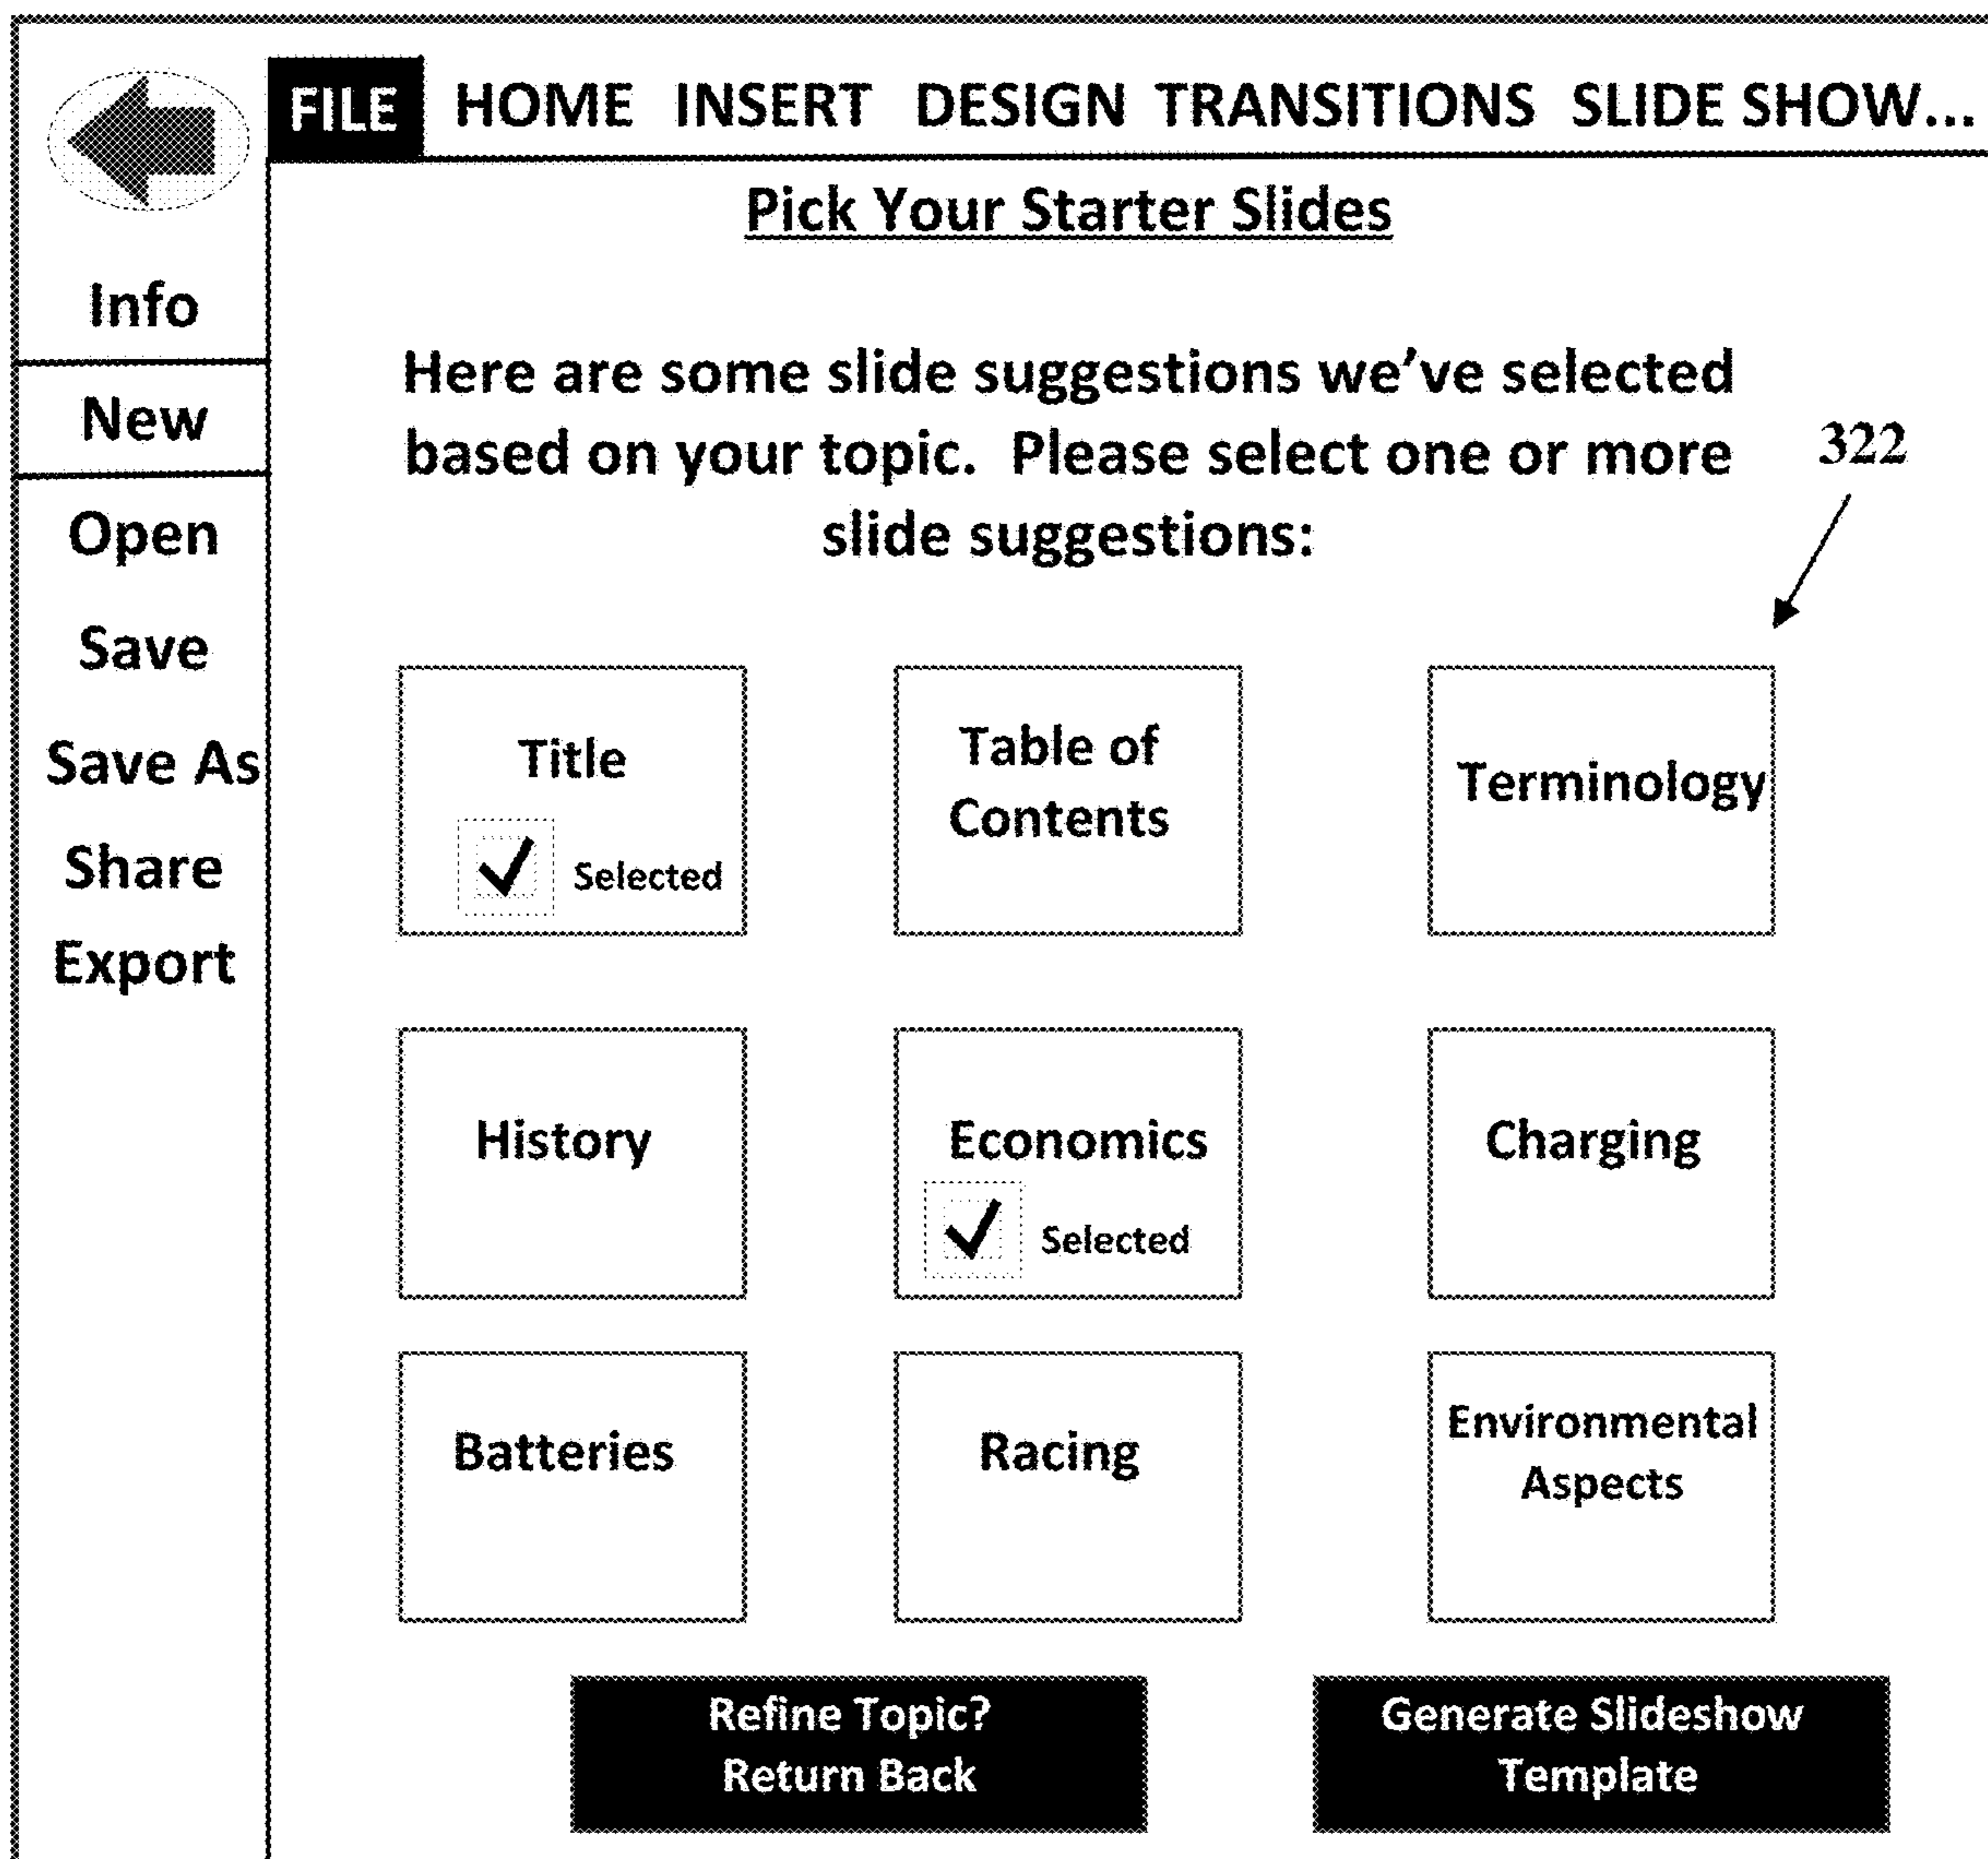 FILE HOME INSERT DESIGN TRANSITIONS SLIDE SHOW...
Pick Your Starter Slides
Info
New
Open
Save
Save As
Share
Export
Here are some slide suggestions we've selected
based on your topic. Please select one or more
slide suggestions:
322
Title
Selected
Table of
Contents
Terminology
History
Economics
Selected
Charging
Batteries
Racing
Environmental
Aspects
Refine Topic?
Return Back
Generate Slideshow
Template